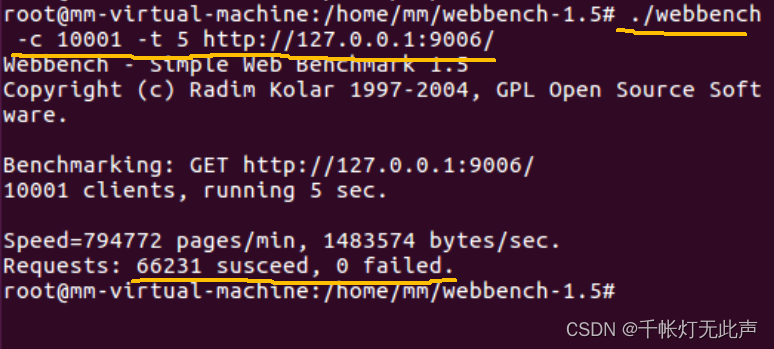 root@mm-virtual-machine:/home/mm/webbench-1.5# ./webbench
-c 10001 -t 5 http://127.0.0.1:9006/
Webbench - Simple Web Benchmark 1.5
Copyright (c) Radim Kolar 1997-2004, GPL Open Source Soft
ware.
Benchmarking: GET http://127.0.0.1:9006/
10001 clients, running 5 sec.
Speed=794772 pages/min, 1483574 bytes/sec.
Requests: 66231 susceed, 0 failed.
root@mm-virtual-machine:/home/mm/webbench-1.5#
CSDN @千帐灯无此声